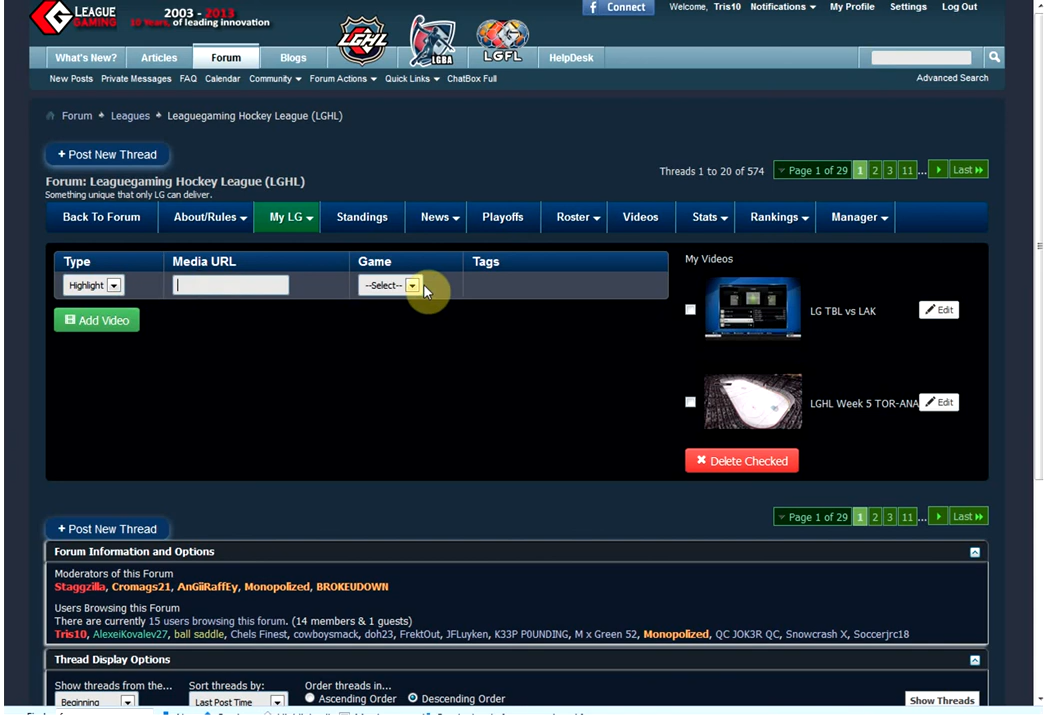 LEAGUE
GAMING
2003 - 2013
10 Years, of leading innovation
LGHL
LGBA
LGFL
f Connect
Welcome, Tris10 Notifications My Profile Settings Log Out
What's New? Articles Forum Blogs HelpDesk
New Posts Private Messages FAQ Calendar Community Forum Actions Quick Links ChatBox Full
Advanced Search
Forum Leagues Leaguegaming Hockey League (LGHL)
+ Post New Thread
Threads 1 to 20 of 574 Page 1 of 29 1 2 3 11 ... Last
Forum: Leaguegaming Hockey League (LGHL)
Something unique that only LG can deliver.
Back To Forum About/Rules My LG Standings News Playoffs Roster Videos Stats Rankings Manager
Type Media URL Game Tags
Highlight --Select--
Add Video
My Videos
LG TBL vs LAK Edit
LGHL Week 5 TOR-ANA Edit
Delete Checked
Page 1 of 29 1 2 3 11 ... Last
+ Post New Thread
Forum Information and Options
Moderators of this Forum
Staggzilla, Cromags21, AnGiiRaffEy, Monopolized, BROKEUDOWN
Users Browsing this Forum
There are currently 15 users browsing this forum. (14 members & 1 guests)
Tris10, AlexeiKovalev27, ball saddle, Chels Finest, cowboysmack, doh23, FrektOut, JFLuyken, K33P P0UNDING, M x Green 52, Monopolized, QC JOK3R QC, Snowcrash X, Soccerjrc18
Thread Display Options
Show threads from the... Sort threads by: Order threads in...
Beginning Last Post Time Ascending Order Descending Order
Show Threads